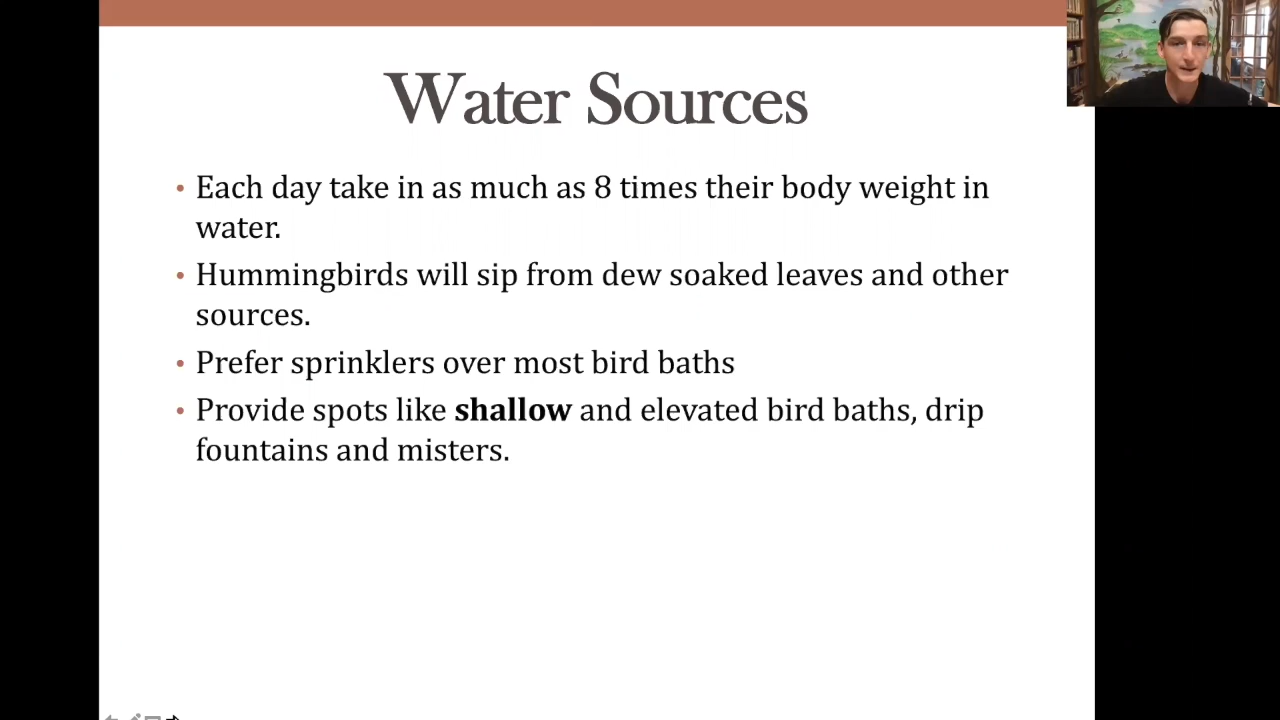 Water Sources
• Each day take in as much as 8 times their body weight in
water.
• Hummingbirds will sip from dew soaked leaves and other
sources.
• Prefer sprinklers over most bird baths
• Provide spots like shallow and elevated bird baths, drip
fountains and misters.